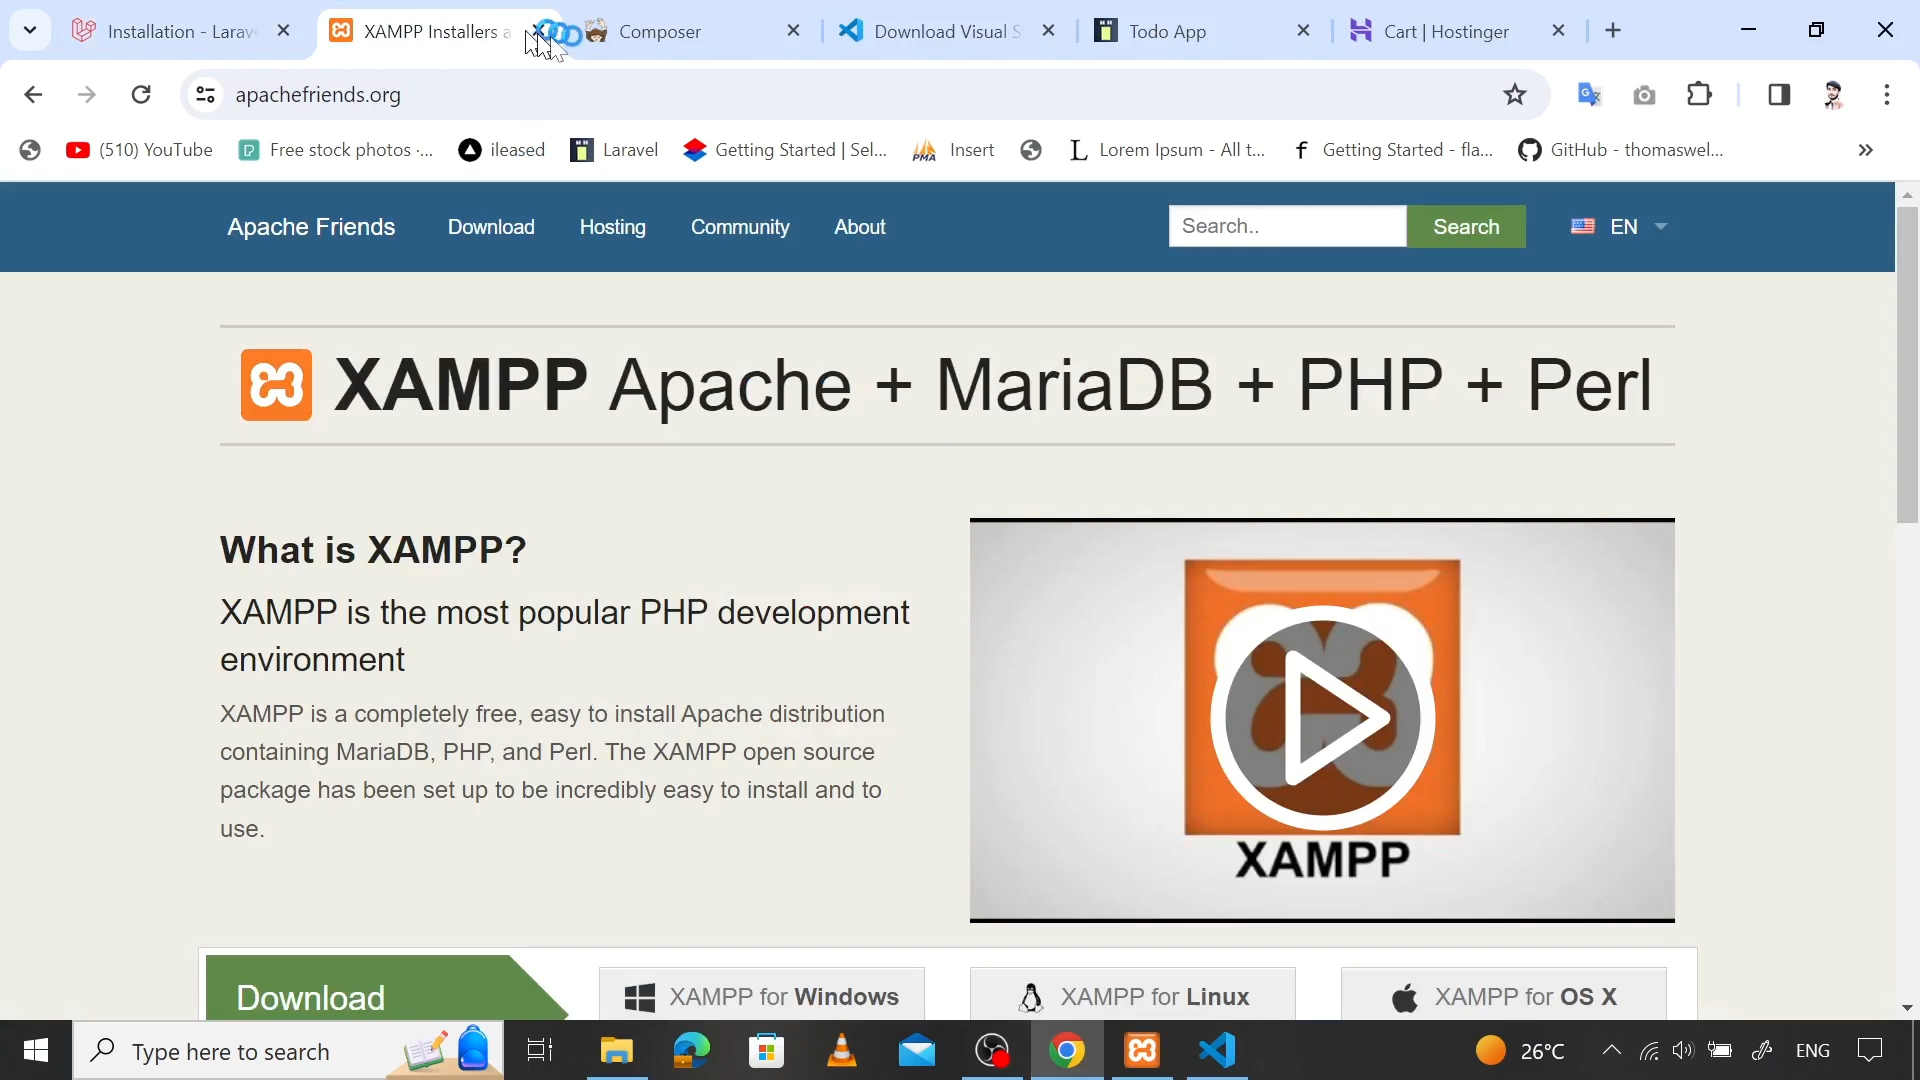 Installation - Larav
XAMPP Installers a
Composer
Download Visual S
Todo App
Cart | Hostinger
apachefriends.org
(510) YouTube
Free stock photos ·...
ileased
Laravel
Getting Started | Sel...
PMA
Insert
Lorem Ipsum - All t...
Getting Started - fla...
GitHub - thomaswel...
Apache Friends
Download
Hosting
Community
About
Search..
Search
EN
XAMPP Apache + MariaDB + PHP + Perl
What is XAMPP?
XAMPP is the most popular PHP development
environment
XAMPP is a completely free, easy to install Apache distribution
containing MariaDB, PHP, and Perl. The XAMPP open source
package has been set up to be incredibly easy to install and to
use.
XAMPP
Download
XAMPP for Windows
XAMPP for Linux
XAMPP for OS X
Type here to search
26°C
ENG